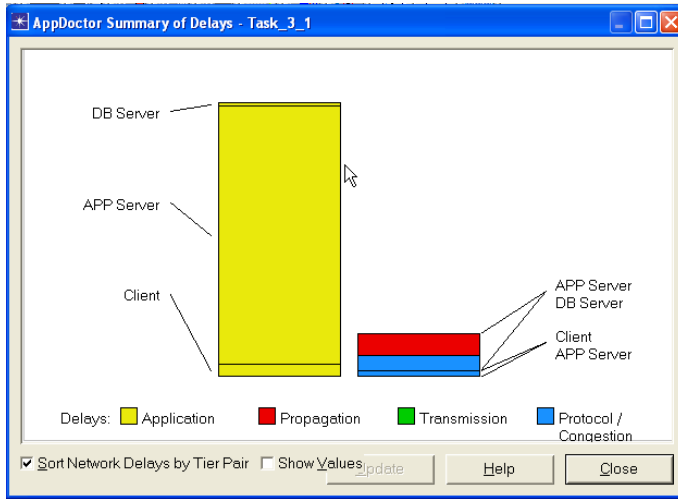 AppDoctor Summary of Delays - Task_3_1
DB Server
APP Server
Client
APP Server
DB Server
Client
APP Server
Delays: Application Propagation Transmission Protocol /
Congestion
Sort Network Delays by Tier Pair Show Values Update Help Close